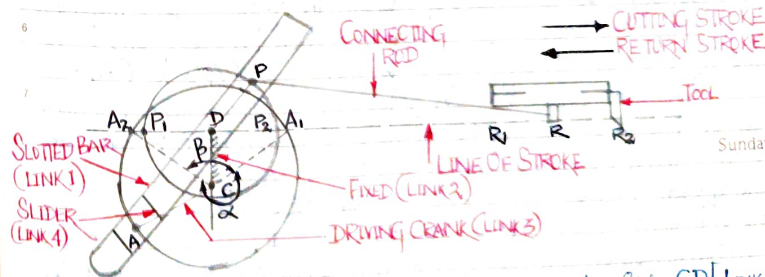 6
7
CUTTING STROKE
RETURN STROKE
CONNECTING
ROD
P
TOOL
A2 P1 D P2 A1
R1 R R2
B
SLOTTED BAR
(LINK 1)
LINE OF STROKE
Sunda
FIXED (LINK 2)
C
α
SLIDER
(LINK 4)
DRIVING CRANK (LINK 3)
A
CD